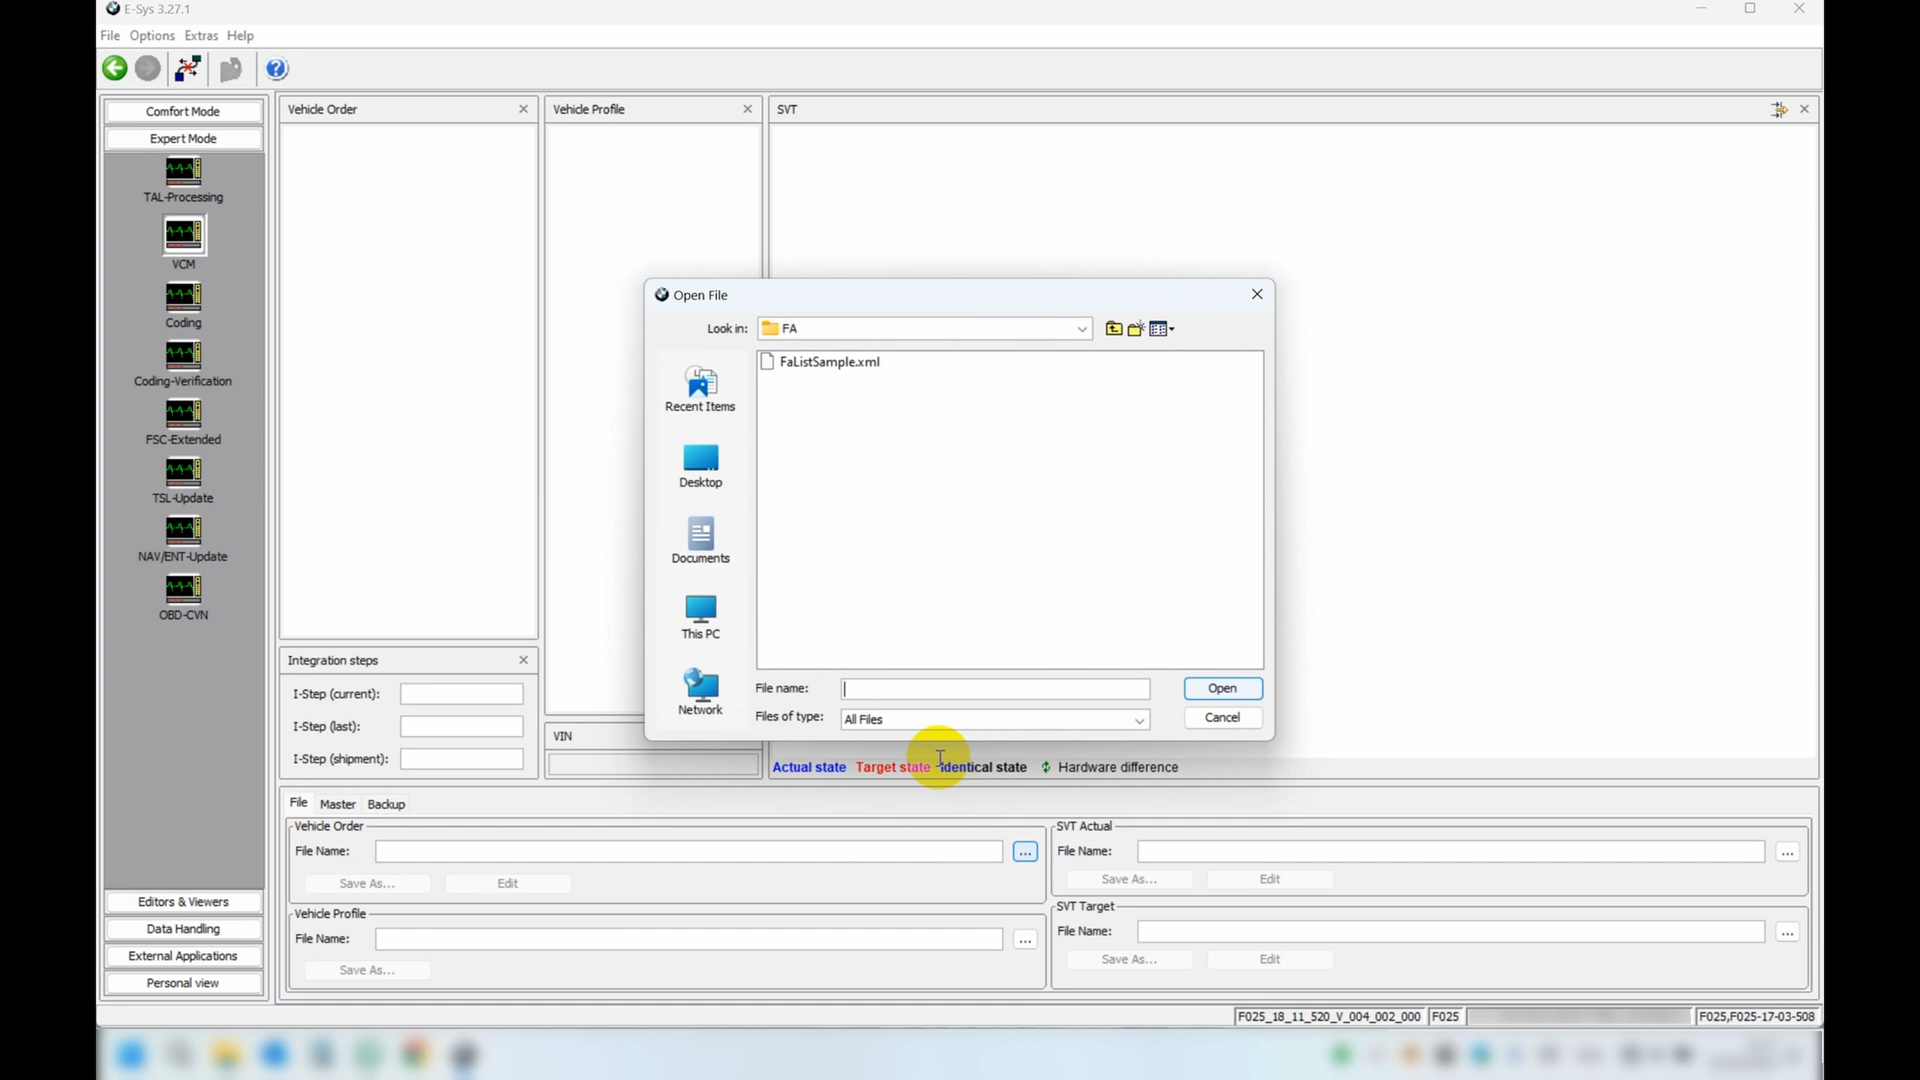 E-Sys 3.27.1
File Options Extras Help
Comfort Mode
Expert Mode
TAL-Processing
VCM
Coding
Coding-Verification
FSC-Extended
TSL-Update
NAV/ENT-Update
OBD-CVN
Editors & Viewers
Data Handling
External Applications
Personal view
Vehicle Order
Vehicle Profile
SVT
Open File
Look in: FA
FaListSample.xml
Recent Items
Desktop
Documents
This PC
Network
File name: Open
Files of type: All Files Cancel
Integration steps
I-Step (current):
I-Step (last):
I-Step (shipment):
VIN
Actual state Target state Identical state Hardware difference
File Master Backup
Vehicle Order
File Name: ...
Save As... Edit
Vehicle Profile
File Name: ...
Save As...
SVT Actual
File Name: ...
Save As... Edit
SVT Target
File Name: ...
Save As... Edit
F025_18_11_520_V_004_002_000 F025 F025,F025-17-03-508